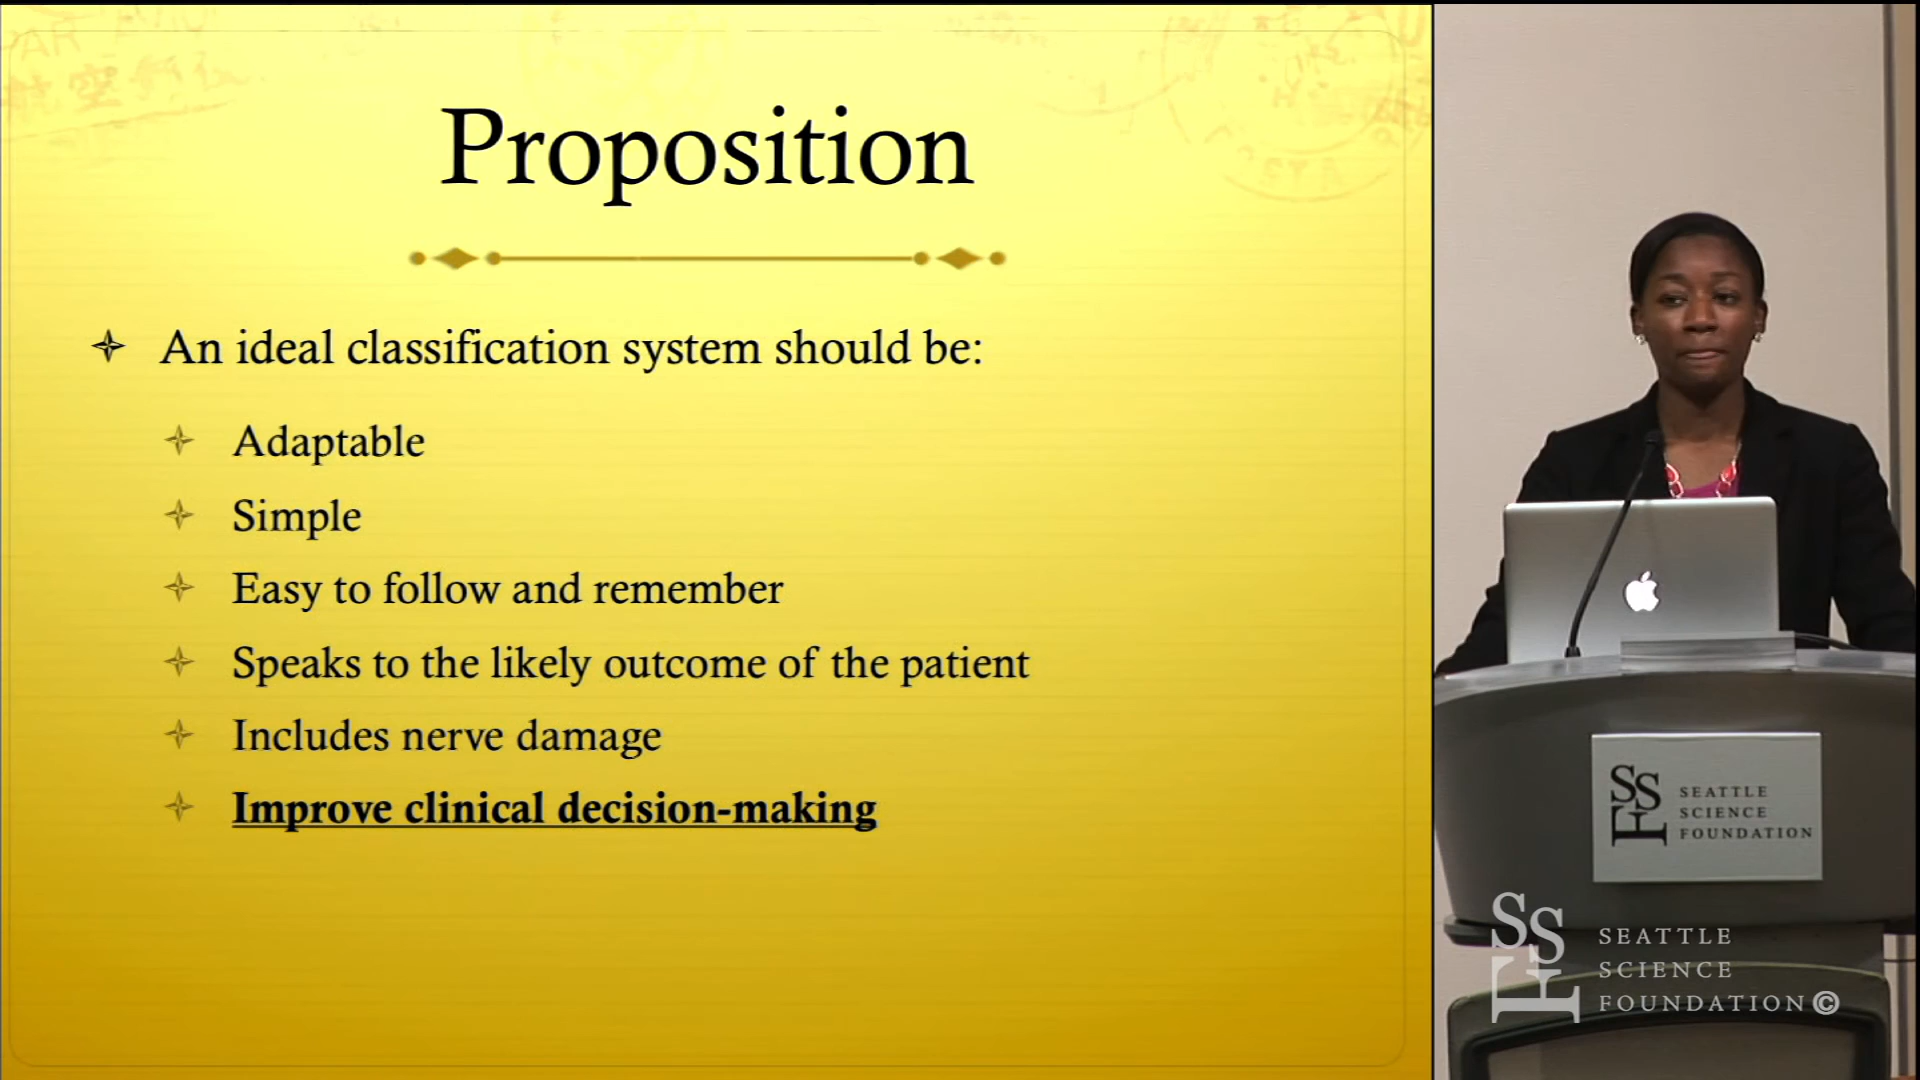 Proposition
An ideal classification system should be:
Adaptable
Simple
Easy to follow and remember
Speaks to the likely outcome of the patient
Includes nerve damage
Improve clinical decision-making
SSF
SEATTLE
SCIENCE
FOUNDATION
SSF
SEATTLE
SCIENCE
FOUNDATION©